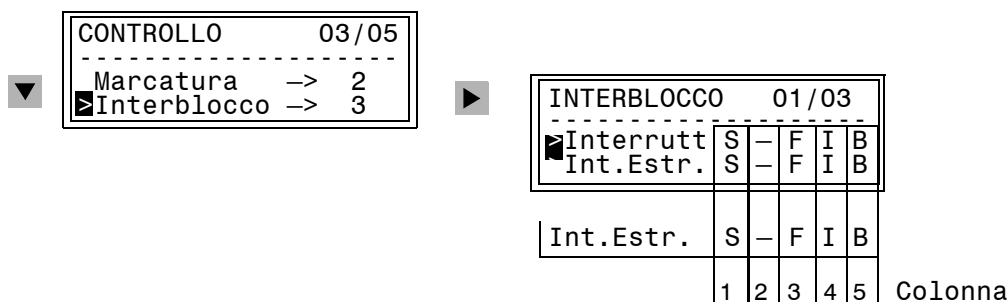 CONTROLLO 03/05
--------------------
Marcatura —> 2
>Interblocco —> 3
INTERBLOCCO 01/03
--------------------
>Interrutt S – F I B
Int.Estr. S – F I B
Int.Estr. S – F I B
1 2 3 4 5 Colonna